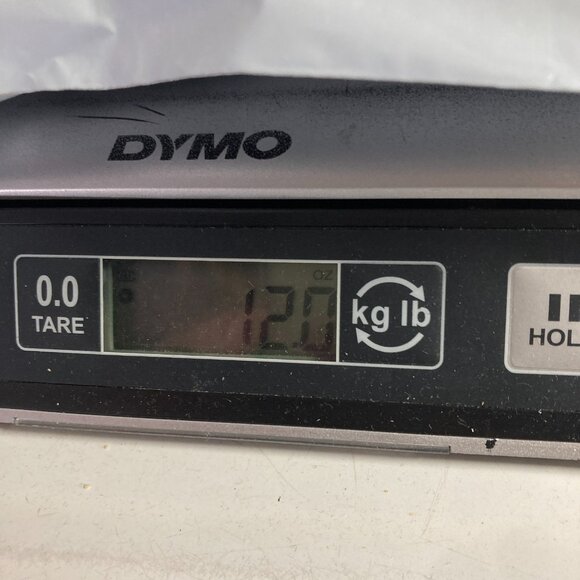 DYMO
0.0
TARE
OZ
12.0
kg lb
HOL